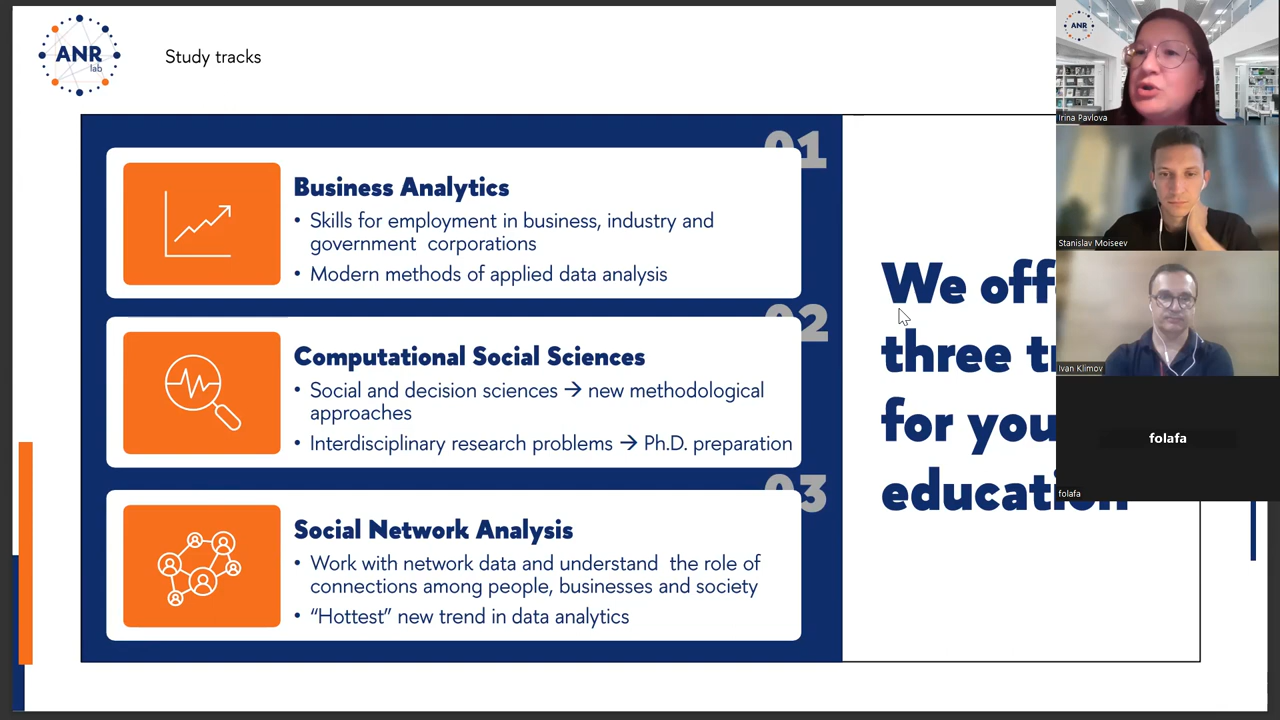 ANR
lab
Study tracks
01
Business Analytics
• Skills for employment in business, industry and
government corporations
• Modern methods of applied data analysis
02
Computational Social Sciences
• Social and decision sciences → new methodological
approaches
• Interdisciplinary research problems → Ph.D. preparation
03
Social Network Analysis
• Work with network data and understand the role of
connections among people, businesses and society
• “Hottest” new trend in data analytics
We off
three t
for you
education
ANR
lab
Irina Pavlova
Stanislav Moiseev
Ivan Klimov
folafa
folafa